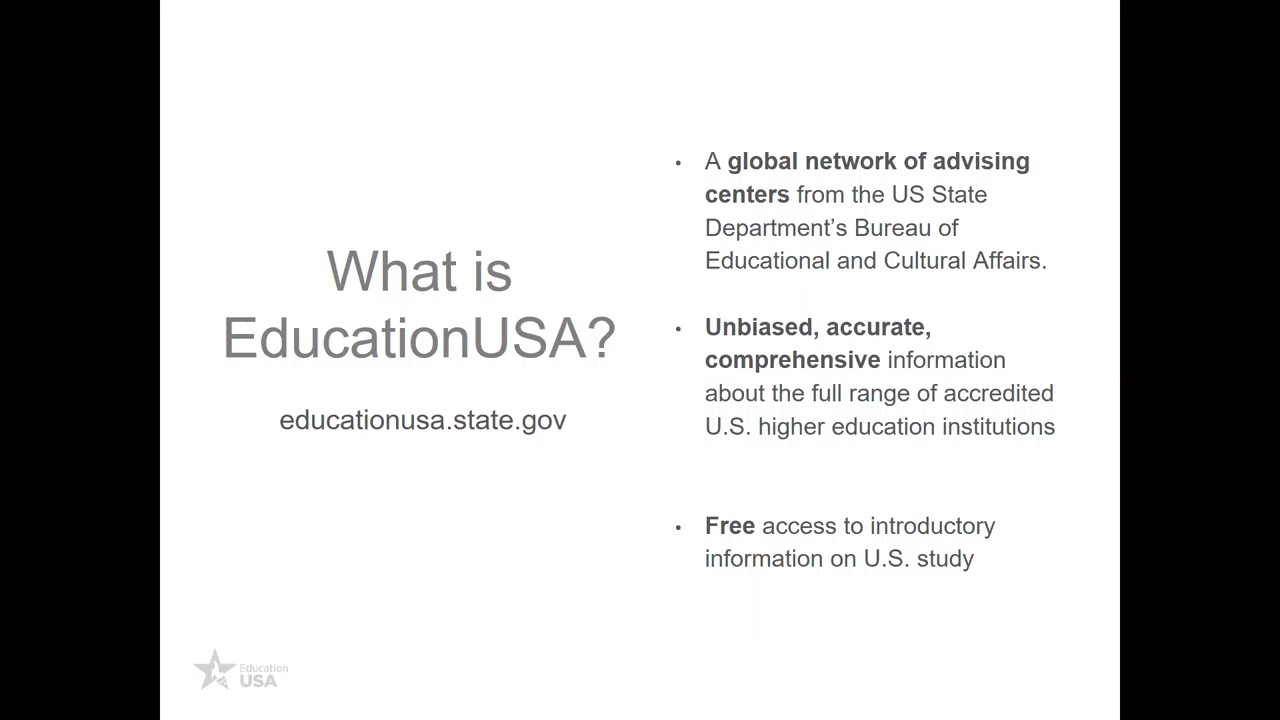 What is
EducationUSA?
educationusa.state.gov
• A global network of advising
centers from the US State
Department’s Bureau of
Educational and Cultural Affairs.
• Unbiased, accurate,
comprehensive information
about the full range of accredited
U.S. higher education institutions
• Free access to introductory
information on U.S. study
Education
USA